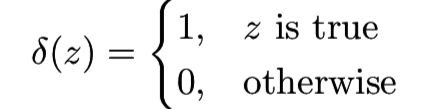 δ(z) = { 1, z is true
0, otherwise